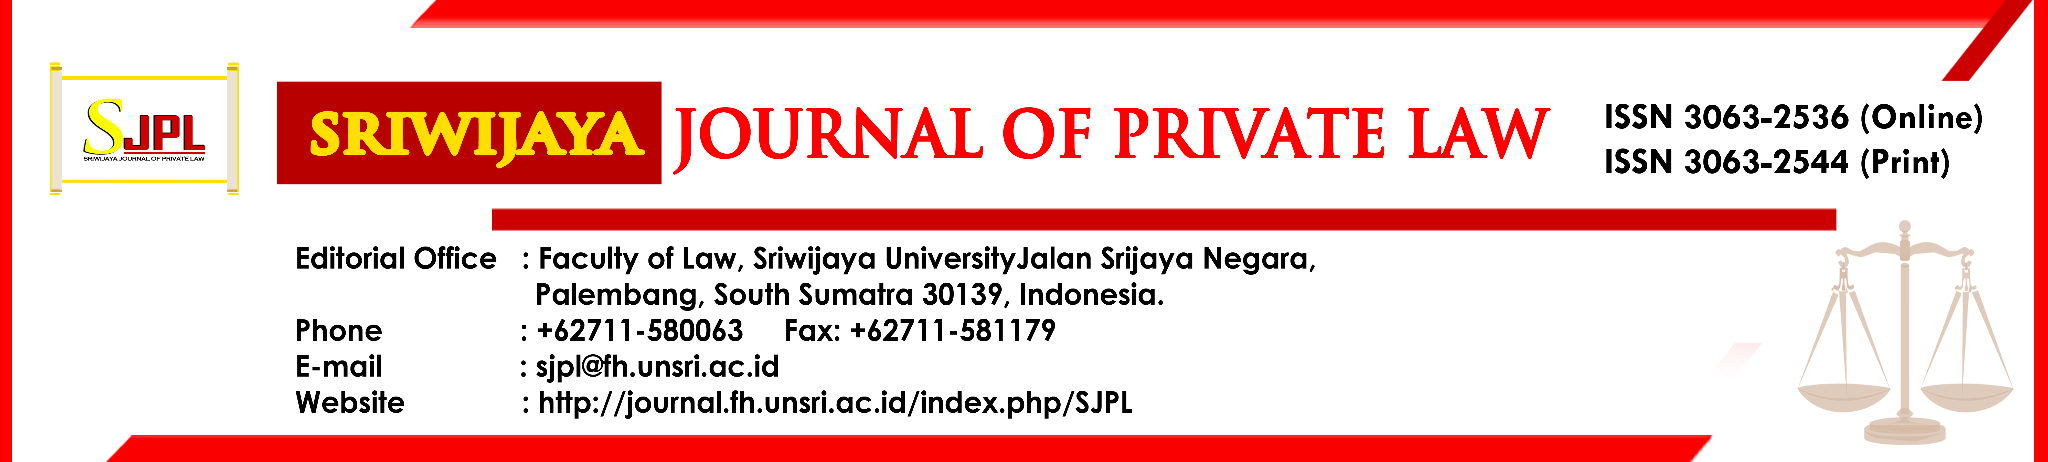 SJPL
SRIWIJAYA JOURNAL OF PRIVATE LAW
SRIWIJAYA JOURNAL OF PRIVATE LAW
ISSN 3063-2536 (Online)
ISSN 3063-2544 (Print)
Editorial Office : Faculty of Law, Sriwijaya UniversityJalan Srijaya Negara,
Palembang, South Sumatra 30139, Indonesia.
Phone : +62711-580063 Fax: +62711-581179
E-mail : sjpl@fh.unsri.ac.id
Website : http://journal.fh.unsri.ac.id/index.php/SJPL